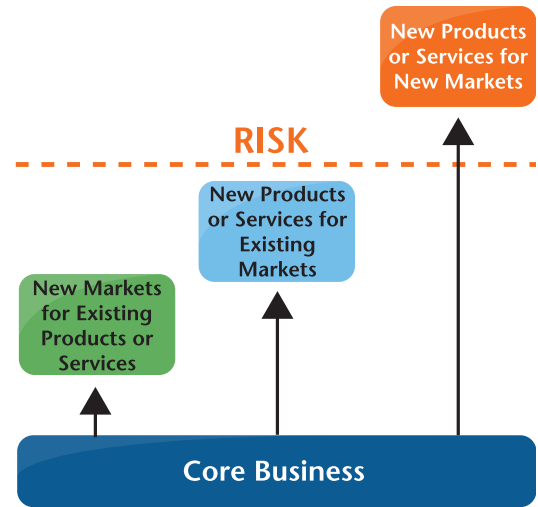 New Products
or Services for
New Markets
RISK
New Products
or Services for
Existing
Markets
New Markets
for Existing
Products or
Services
Core Business